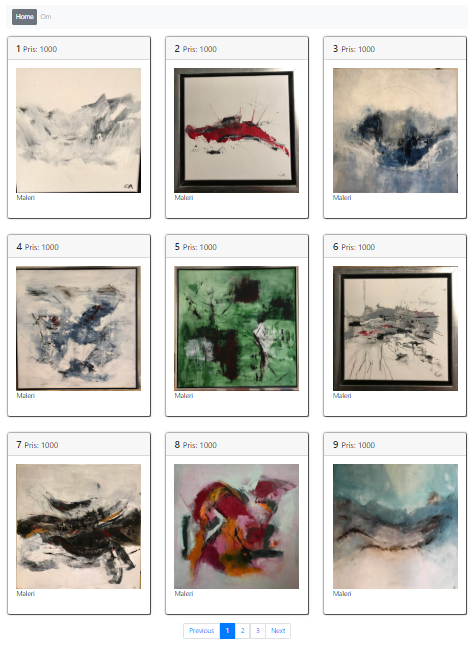 Home Om
1 Pris: 1000
2 Pris: 1000
3 Pris: 1000
Maleri
Maleri
Maleri
4 Pris: 1000
5 Pris: 1000
6 Pris: 1000
Maleri
Maleri
Maleri
7 Pris: 1000
8 Pris: 1000
9 Pris: 1000
Maleri
Maleri
Maleri
Previous 1 2 3 Next